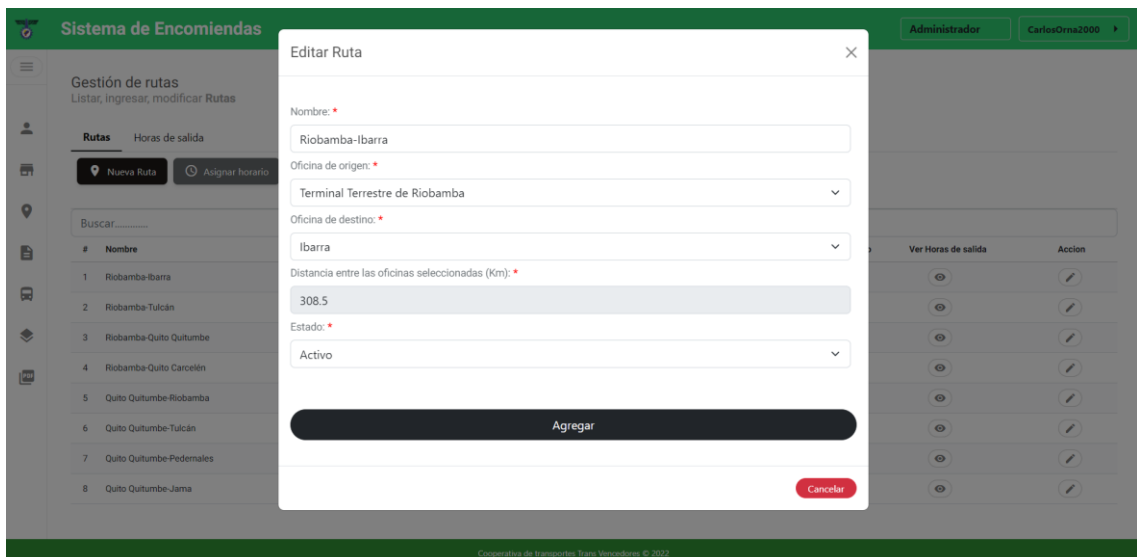 Sistema de Encomiendas
Administrador
CarlosOrna2000
Editar Ruta
Gestión de rutas
Listar, ingresar, modificar Rutas
Rutas Horas de salida
Nueva Ruta Asignar horario
Buscar............
# Nombre Ver Horas de salida Accion
1 Riobamba-Ibarra
2 Riobamba-Tulcán
3 Riobamba-Quito Quitumbe
4 Riobamba-Quito Carcelén
5 Quito Quitumbe-Riobamba
6 Quito Quitumbe-Tulcán
7 Quito Quitumbe-Pedernales
8 Quito Quitumbe-Jama
PDF
Nombre: *
Riobamba-Ibarra
Oficina de origen: *
Terminal Terrestre de Riobamba
Oficina de destino: *
Ibarra
Distancia entre las oficinas seleccionadas (Km): *
308.5
Estado: *
Activo
Agregar
Cancelar
Cooperativa de transportes Trans Vencedores © 2022